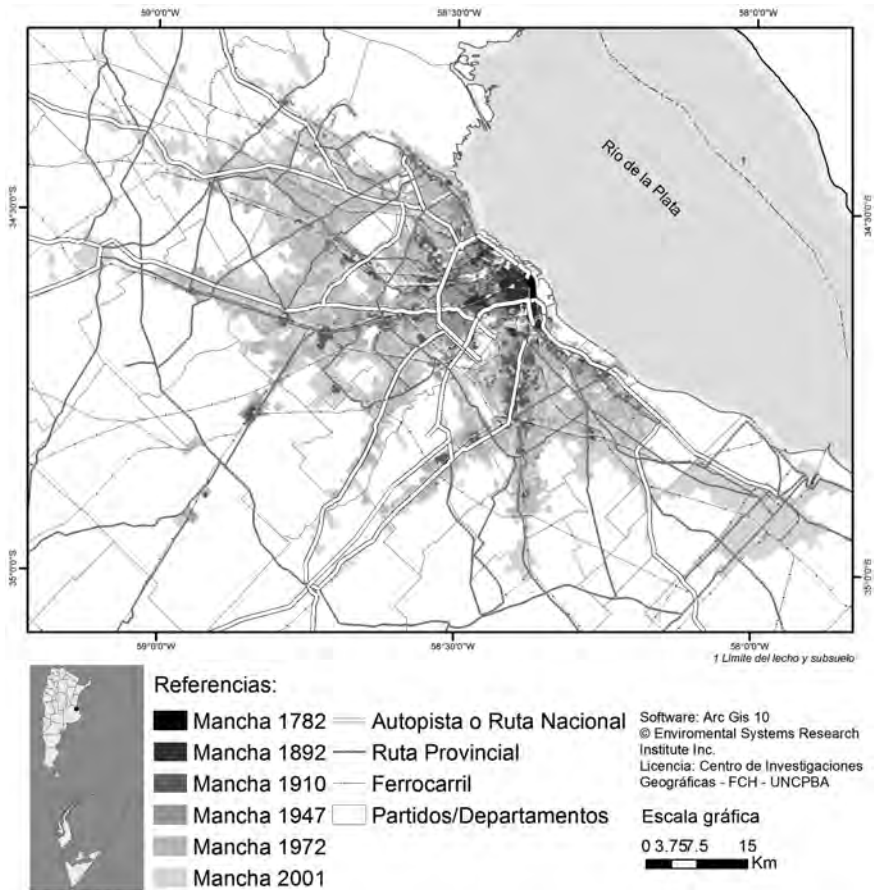 59°0'0"W
58°30'0"W
58°0'0"W
34°30'0"S
34°30'0"S
Río de la Plata
1
35°0'0"S
35°0'0"S
59°0'0"W
58°30'0"W
58°0'0"W
1 Límite del lecho y subsuelo
Referencias:
Mancha 1782
Mancha 1892
Mancha 1910
Mancha 1947
Mancha 1972
Mancha 2001
Autopista o Ruta Nacional
Ruta Provincial
Ferrocarril
Partidos/Departamentos
Software: Arc Gis 10
© Enviromental Systems Research
Institute Inc.
Licencia: Centro de Investigaciones
Geográficas - FCH - UNCPBA
Escala gráfica
0 3.75 7.5 15
Km